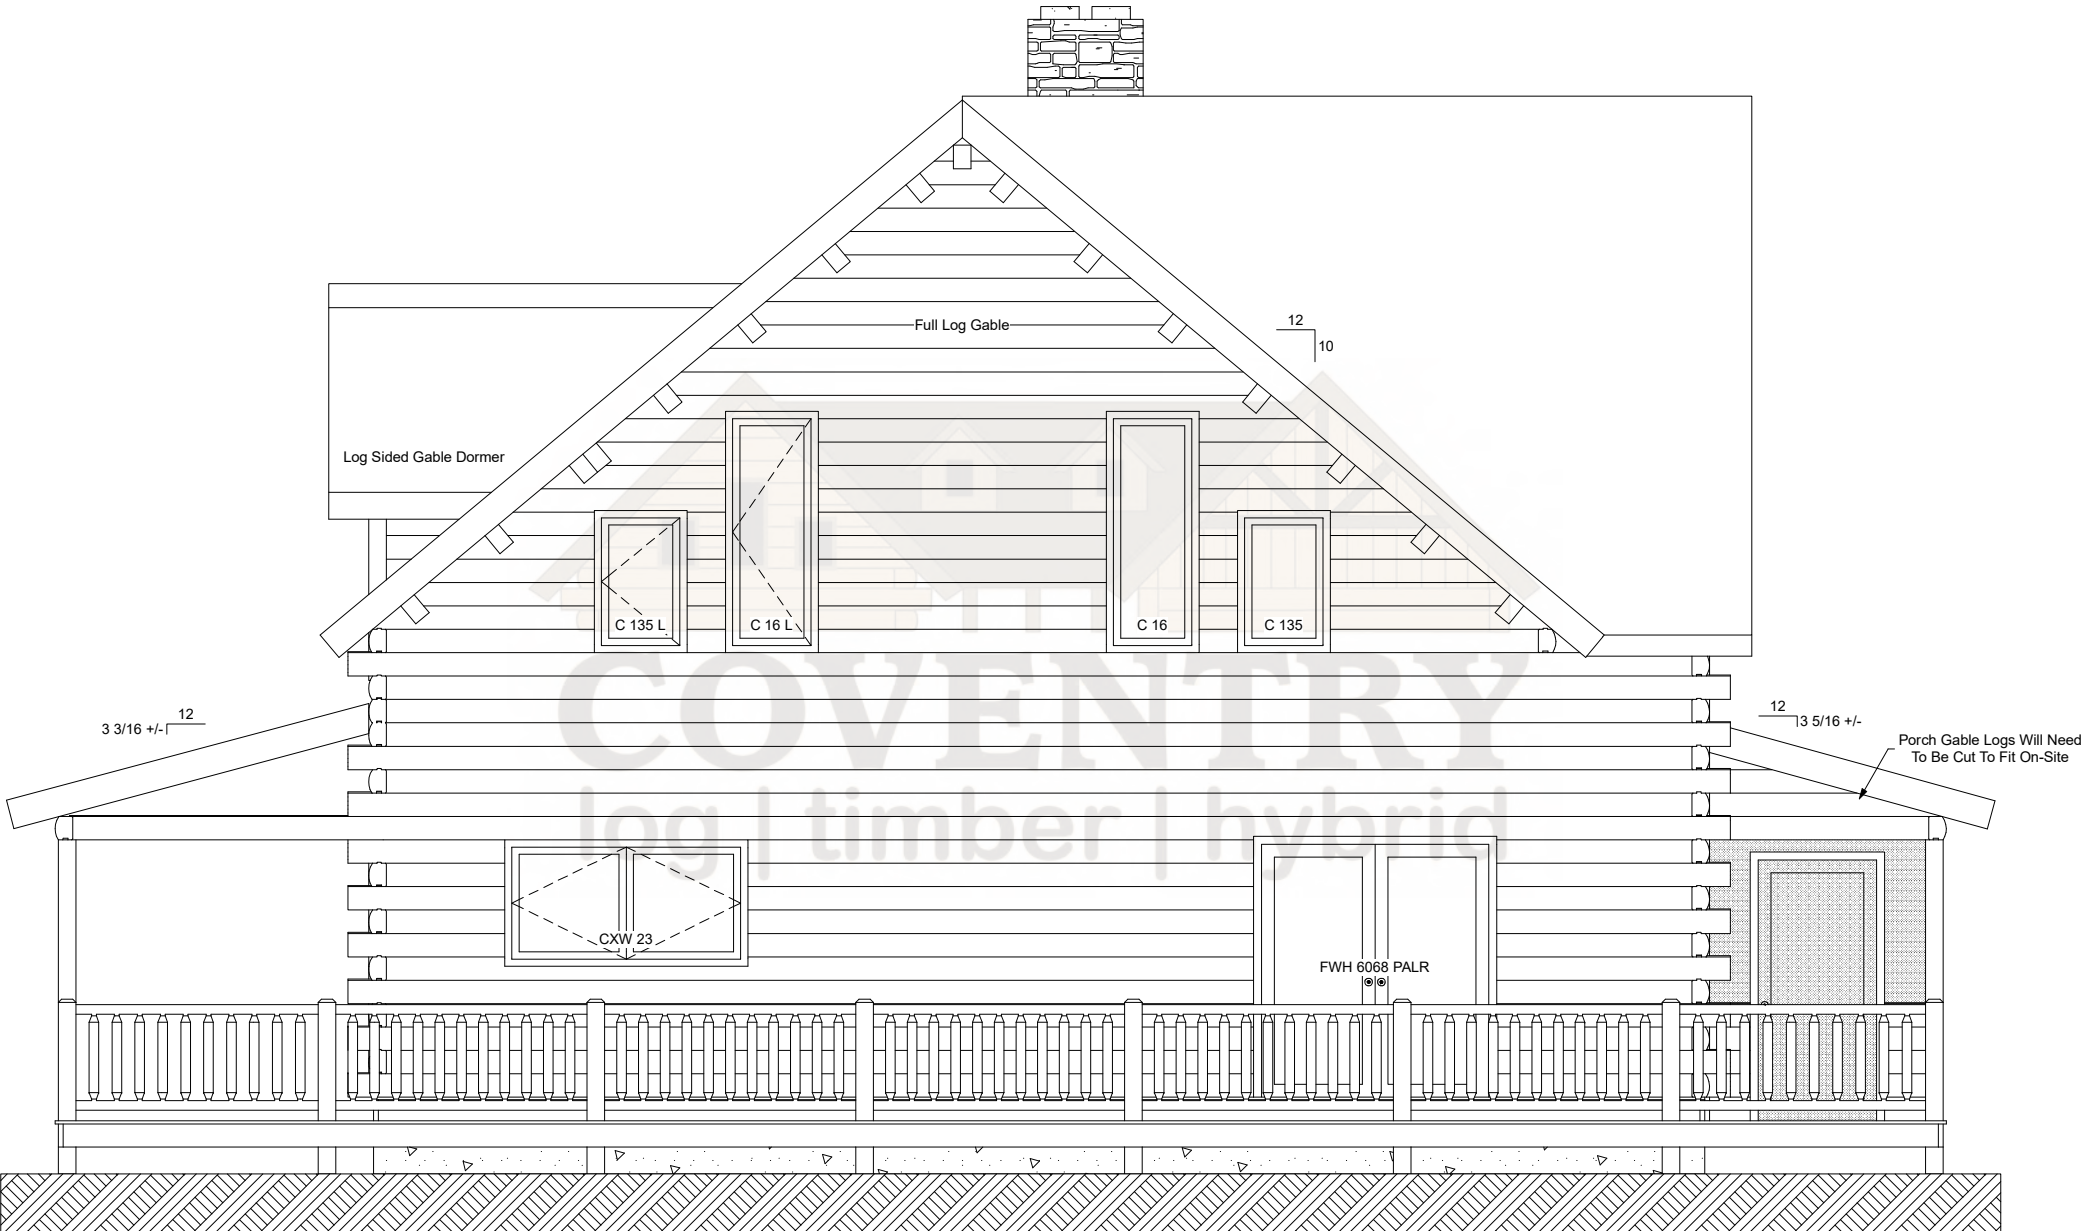 12
Full Log Gable
10
Log Sided Gable Dormer
C 135 L
C 16 L
C 16
C 135
COVENTRY
12
3 3/16 +/-
12
3 5/16 +/-
Porch Gable Logs Will Need
To Be Cut To Fit On-Site
log | timber | hybrid
CXW 23
FWH 6068 PALR